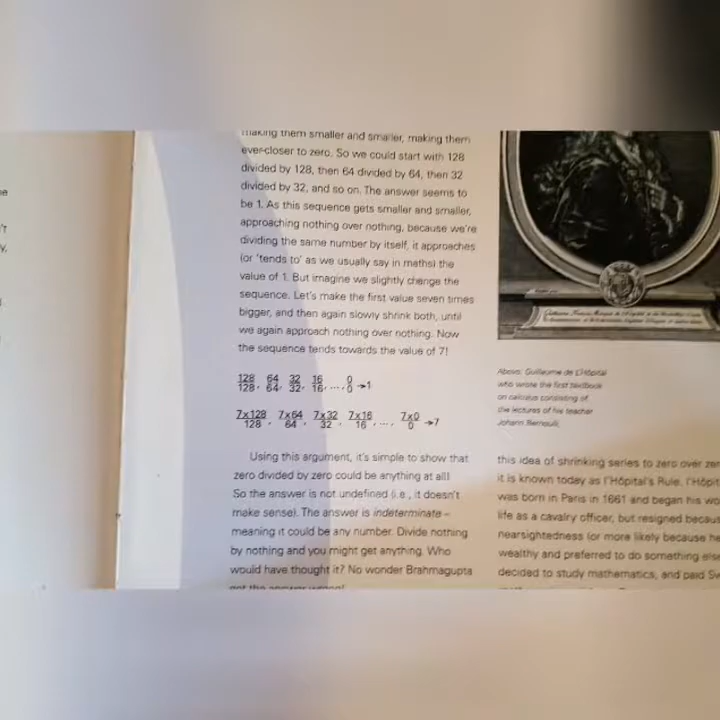 making them smaller and smaller, making them
ever-closer to zero. So we could start with 128
divided by 128, then 64 divided by 64, then 32
divided by 32, and so on. The answer seems to
be 1. As this sequence gets smaller and smaller,
approaching nothing over nothing, because we're
dividing the same number by itself, it approaches
(or 'tends to' as we usually say in maths) the
value of 1. But imagine we slightly change the
sequence. Let's make the first value seven times
bigger, and then again slowly shrink both, until
we again approach nothing over nothing. Now
the sequence tends towards the value of 7!
128/128, 64/64, 32/32, 16/16, ..., 0/0 →1
7x128/128, 7x64/64, 7x32/32, 7x16/16, ..., 7x0/0 →7
Using this argument, it's simple to show that
zero divided by zero could be anything at all!
So the answer is not undefined (i.e., it doesn't
make sense). The answer is indeterminate –
meaning it could be any number. Divide nothing
by nothing and you might get anything. Who
would have thought it? No wonder Brahmagupta
got the answer wrong!
Above: Guillaume de L'Hôpital
who wrote the first textbook
on calculus consisting of
the lectures of his teacher
Johann Bernoulli.
this idea of shrinking series to zero over zer
it is known today as l'Hôpital's Rule. l'Hôpit
was born in Paris in 1661 and began his wo
life as a cavalry officer, but resigned becaus
nearsightedness (or more likely because he
wealthy and preferred to do something else
decided to study mathematics, and paid Sw